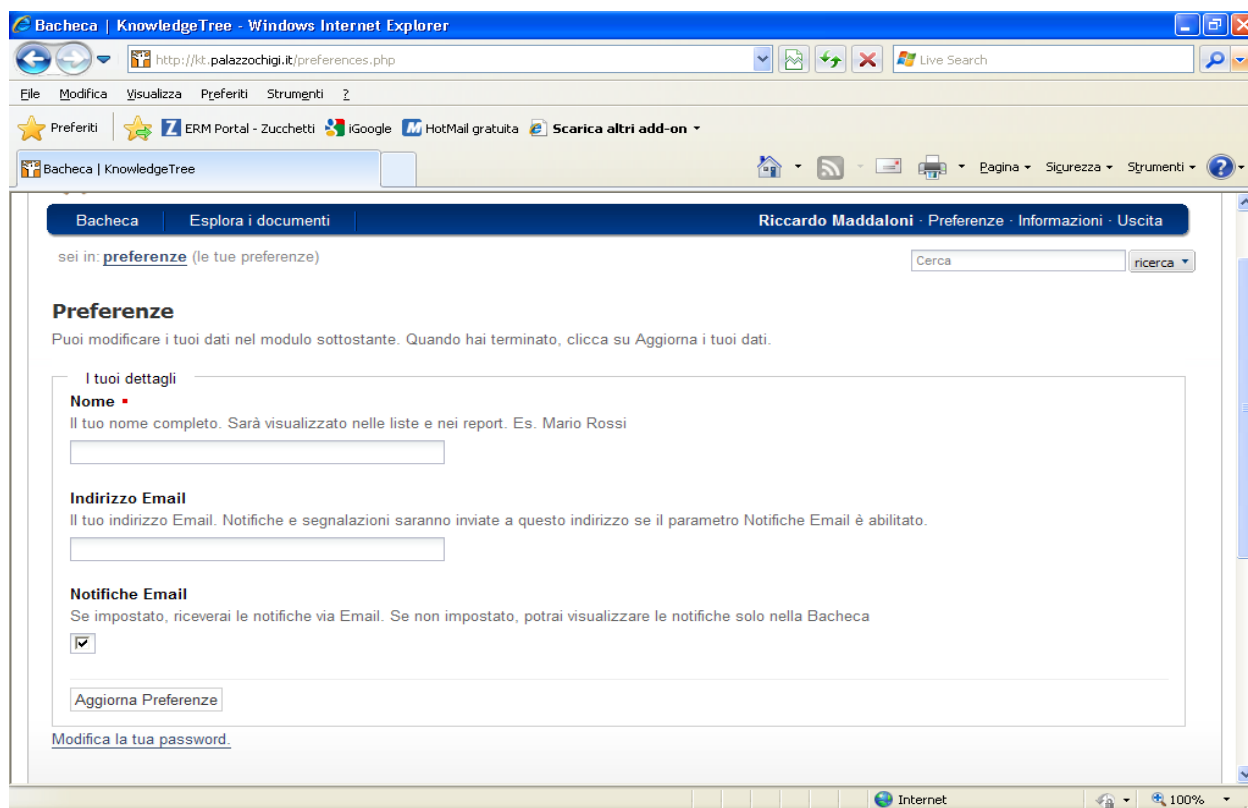 Bacheca | KnowledgeTree - Windows Internet Explorer
http://kt.palazzochigi.it/preferences.php
Live Search
File Modifica Visualizza Preferiti Strumenti ?
Preferiti ERM Portal - Zucchetti iGoogle HotMail gratuita Scarica altri add-on
Bacheca | KnowledgeTree
Pagina Sicurezza Strumenti
Bacheca Esplora i documenti Riccardo Maddaloni · Preferenze · Informazioni · Uscita
sei in: preferenze (le tue preferenze) Cerca ricerca
Preferenze
Puoi modificare i tuoi dati nel modulo sottostante. Quando hai terminato, clicca su Aggiorna i tuoi dati.
I tuoi dettagli
Nome
Il tuo nome completo. Sarà visualizzato nelle liste e nei report. Es. Mario Rossi
Indirizzo Email
Il tuo indirizzo Email. Notifiche e segnalazioni saranno inviate a questo indirizzo se il parametro Notifiche Email è abilitato.
Notifiche Email
Se impostato, riceverai le notifiche via Email. Se non impostato, potrai visualizzare le notifiche solo nella Bacheca
Aggiorna Preferenze
Modifica la tua password.
Internet 100%